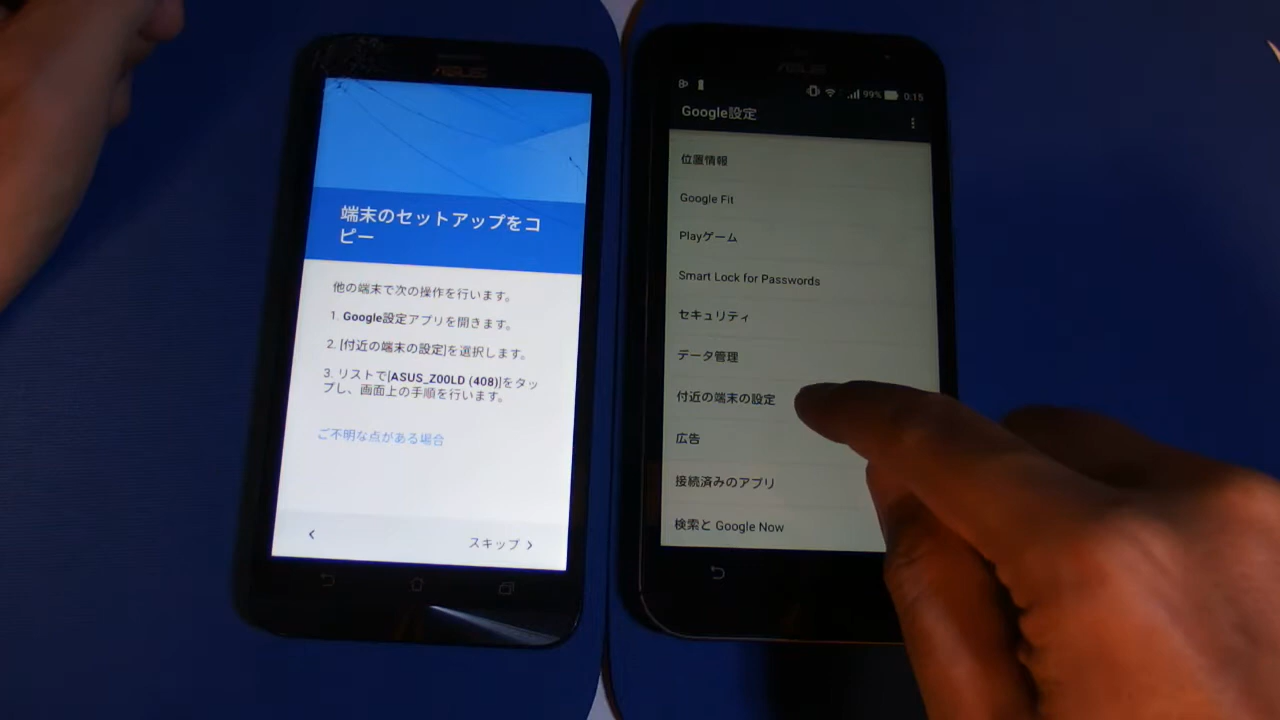 ASUS
端末のセットアップをコ
ピー
他の端末で次の操作を行います。
1. Google設定アプリを開きます。
2. [付近の端末の設定]を選択します。
3. リストで[ASUS_Z00LD (408)]をタッ
プし、画面上の手順を行います。
ご不明な点がある場合
スキップ
ASUS
99% 0:15
Google設定
位置情報
Google Fit
Playゲーム
Smart Lock for Passwords
セキュリティ
データ管理
付近の端末の設定
広告
接続済みのアプリ
検索と Google Now